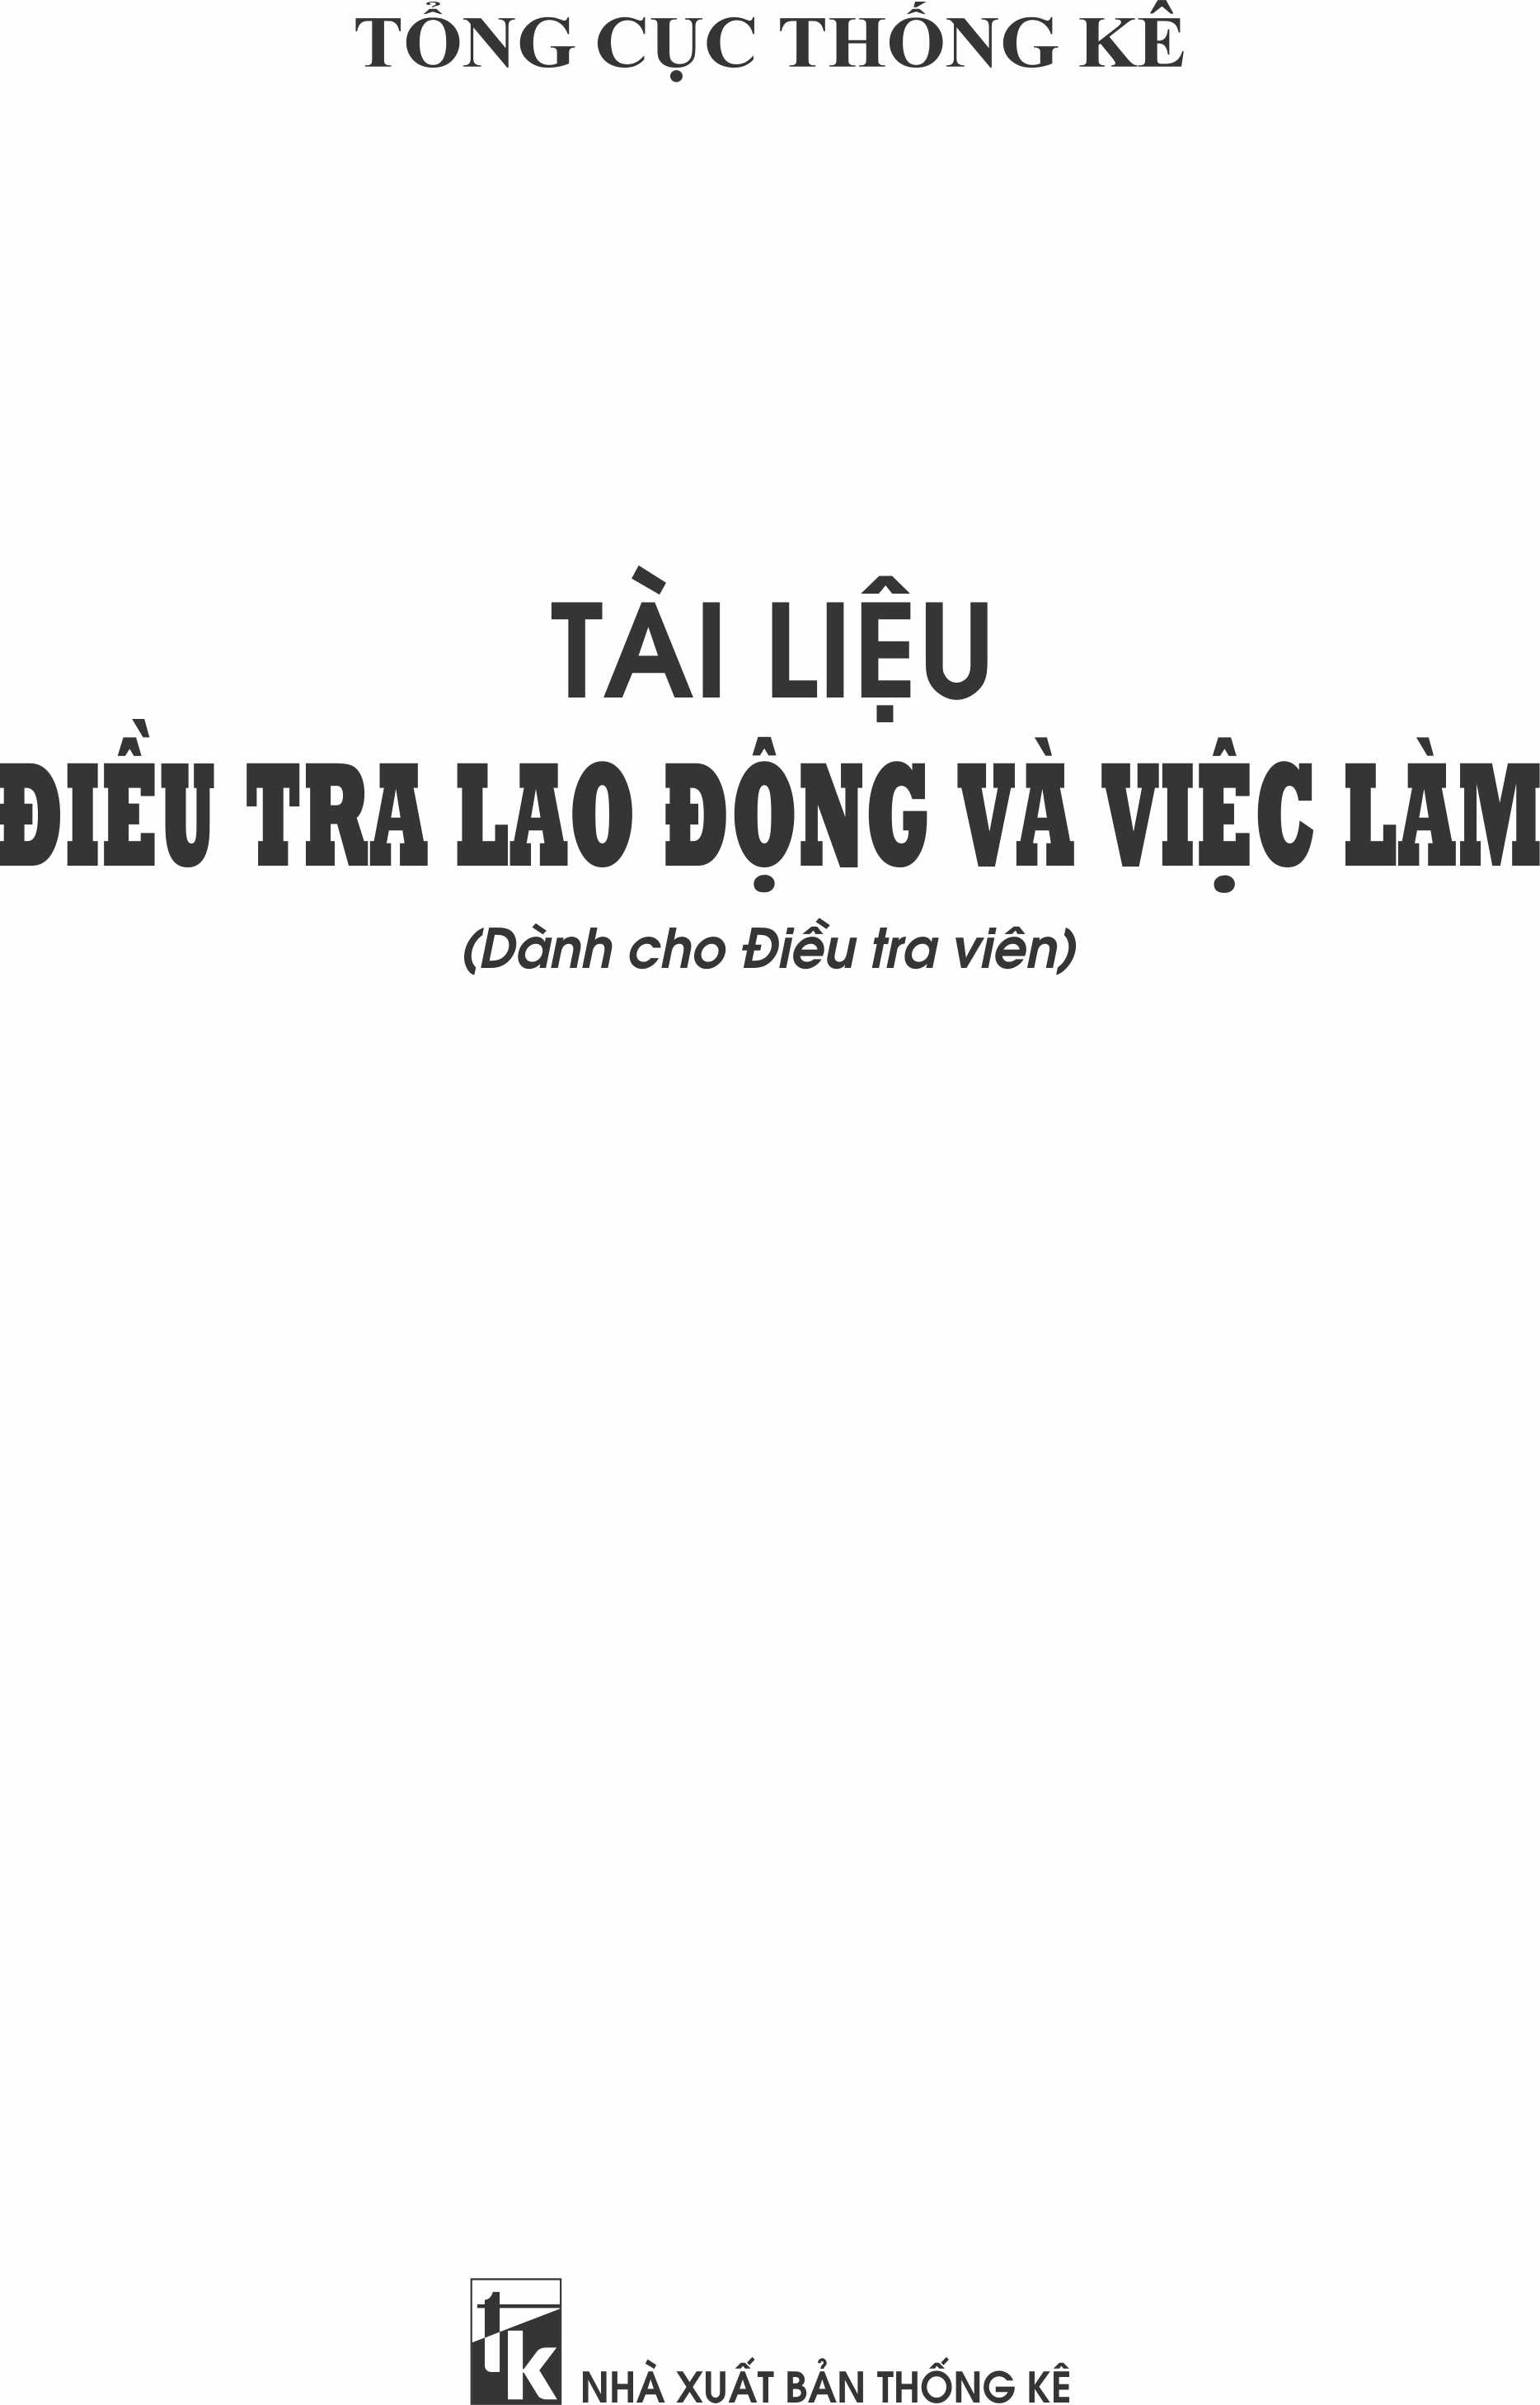 TỔNG CỤC THỐNG KÊ
TÀI LIỆU
ĐIỀU TRA LAO ĐỘNG VÀ VIỆC LÀM
(Dành cho Điều tra viên)
tk
NHÀ XUẤT BẢN THỐNG KÊ